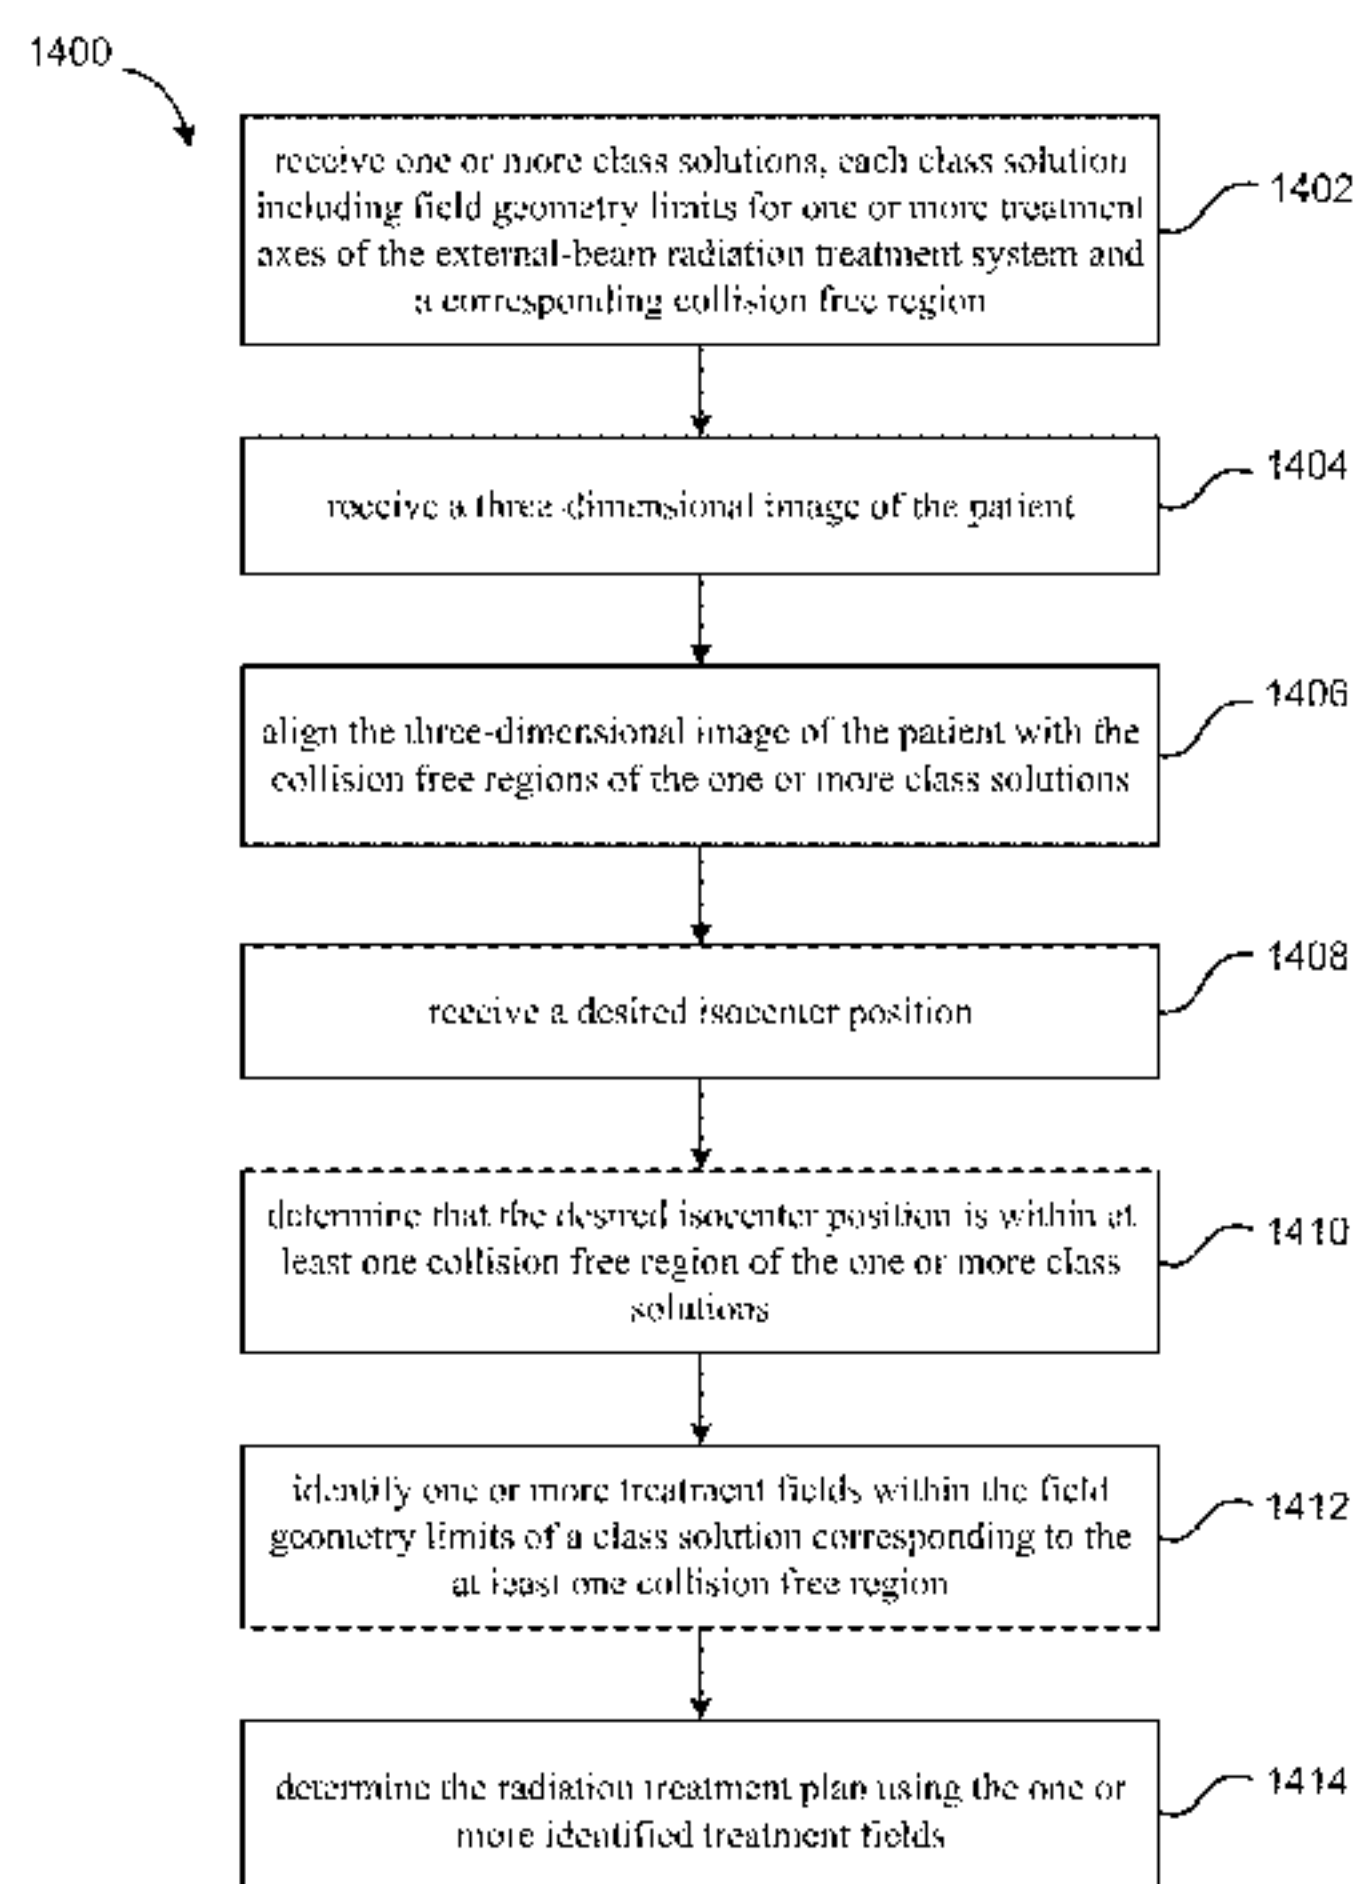 1400
receive one or more class solutions, each class solution
including field geometry limits for one or more treatment
axes of the external-beam radiation treatment system and
a corresponding collision free region
1402
receive a three-dimensional image of the patient
1404
align the three-dimensional image of the patient with the
collision free regions of the one or more class solutions
1406
receive a desired isocenter position
1408
determine that the desired isocenter position is within at
least one collision free region of the one or more class
solutions
1410
identify one or more treatment fields within the field
geometry limits of a class solution corresponding to the
at least one collision free region
1412
determine the radiation treatment plan using the one or
more identified treatment fields
1414